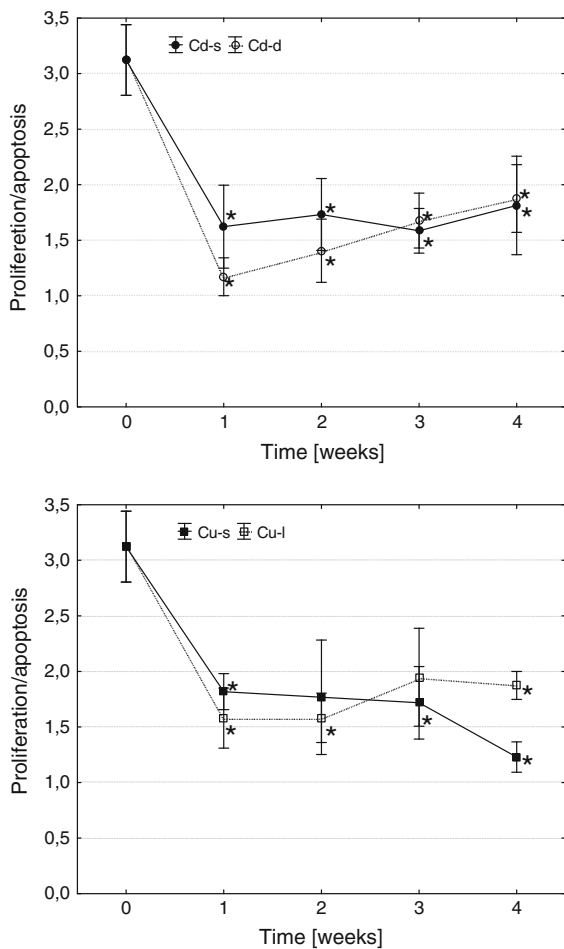 3,5
3,0
2,5
2,0
1,5
1,0
0,5
0,0
Proliferetion/apoptosis
Cd-s Cd-d
* * * *
* * * *
0 1 2 3 4
Time [weeks]
3,5
3,0
2,5
2,0
1,5
1,0
0,5
0,0
Proliferation/apoptosis
Cu-s Cu-l
* *
* * * *
0 1 2 3 4
Time [weeks]